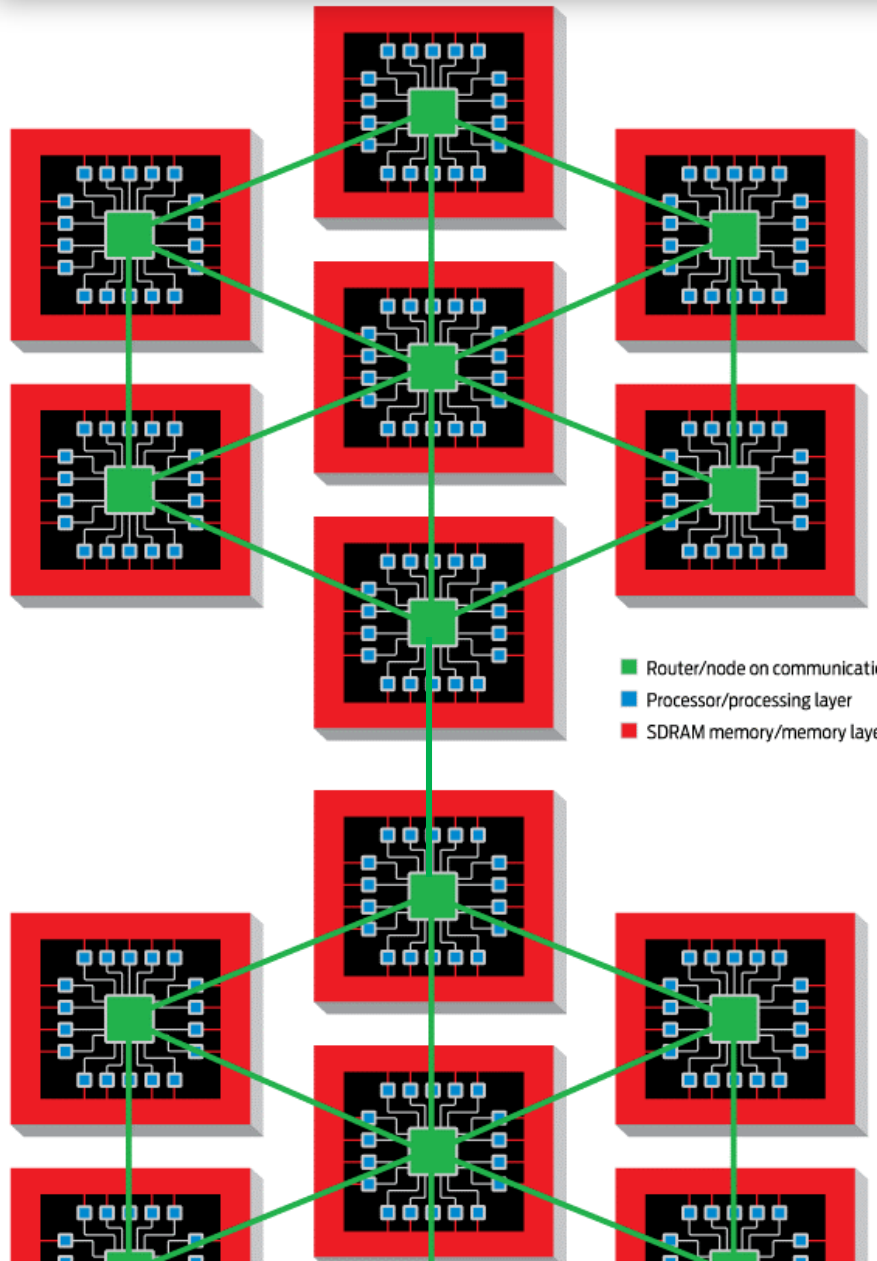 Router/node on communicatio
Processor/processing layer
SDRAM memory/memory laye